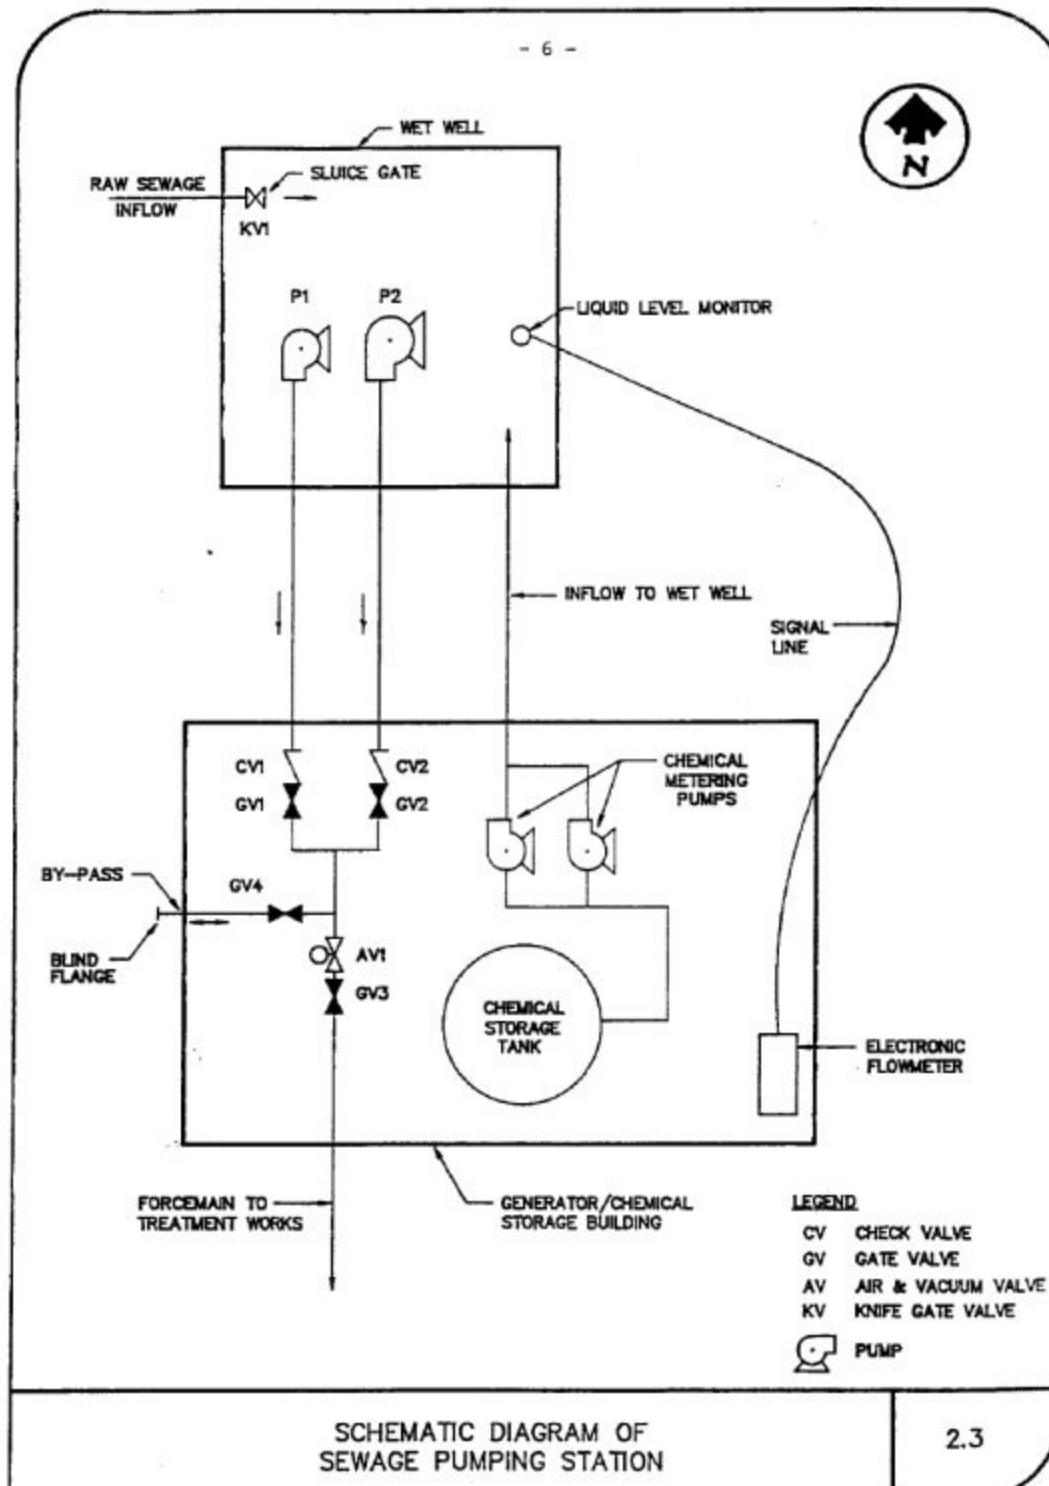 - 6 -
N
WET WELL
SLUICE GATE
RAW SEWAGE
INFLOW
KV1
P1
P2
LIQUID LEVEL MONITOR
INFLOW TO WET WELL
SIGNAL
LINE
CV1
CV2
GV1
GV2
CHEMICAL
METERING
PUMPS
BY-PASS
GV4
BLIND
FLANGE
AV1
GV3
CHEMICAL
STORAGE
TANK
ELECTRONIC
FLOWMETER
FORCEMAIN TO
TREATMENT WORKS
GENERATOR/CHEMICAL
STORAGE BUILDING
LEGEND
CV CHECK VALVE
GV GATE VALVE
AV AIR & VACUUM VALVE
KV KNIFE GATE VALVE
PUMP
SCHEMATIC DIAGRAM OF
SEWAGE PUMPING STATION
2.3